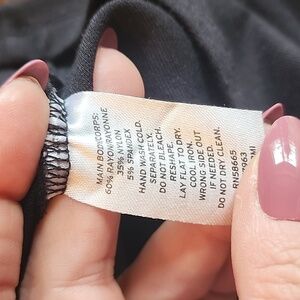 MAIN BODY/CORPS:
60% RAYON/RAYONNE
35% NYLON
5% SPANDEX
HAND WASH COLD.
SEPARATELY.
DO NOT BLEACH.
RESHAPE.
LAY FLAT TO DRY.
COOL IRON.
WRONG SIDE OUT
IF NEEDED.
DO NOT DRY CLEAN.
RN58665